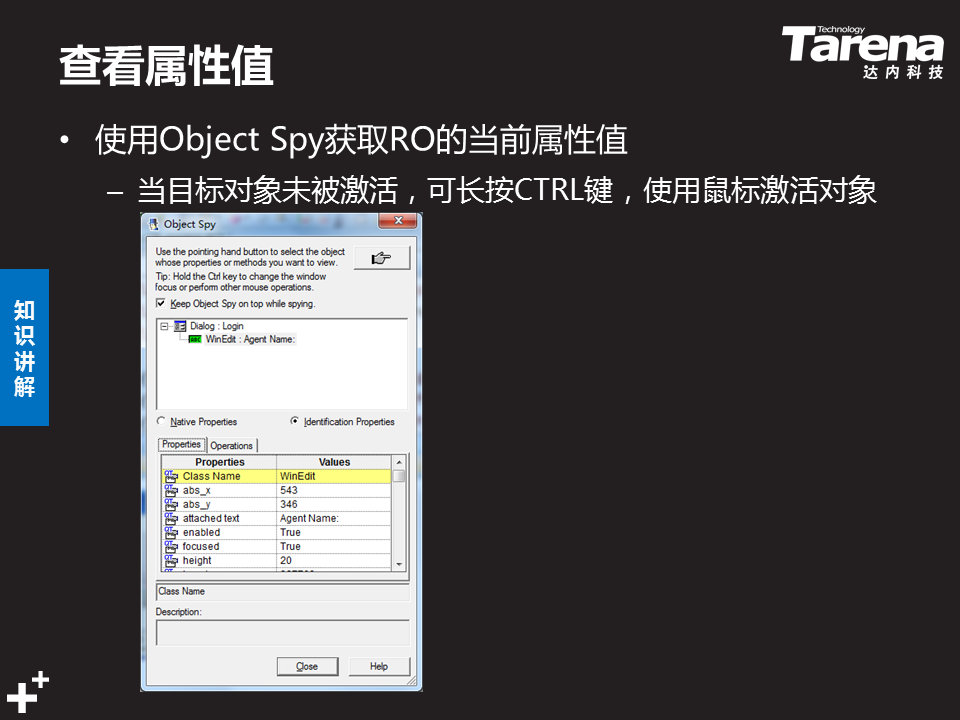 查看属性值
Technology
Tarena
达内科技
• 使用Object Spy获取RO的当前属性值
– 当目标对象未被激活，可长按CTRL键，使用鼠标激活对象
知识讲解
Object Spy
Use the pointing hand button to select the object
whose properties or methods you want to view.
Tip: Hold the Ctrl key to change the window
focus or perform other mouse operations.
Keep Object Spy on top while spying.
Dialog : Login
WinEdit : Agent Name:
Native Properties
Identification Properties
Properties
Operations
Properties Values
Class Name WinEdit
abs_x 543
abs_y 346
attached text Agent Name:
enabled True
focused True
height 20
Class Name
Description:
Close
Help